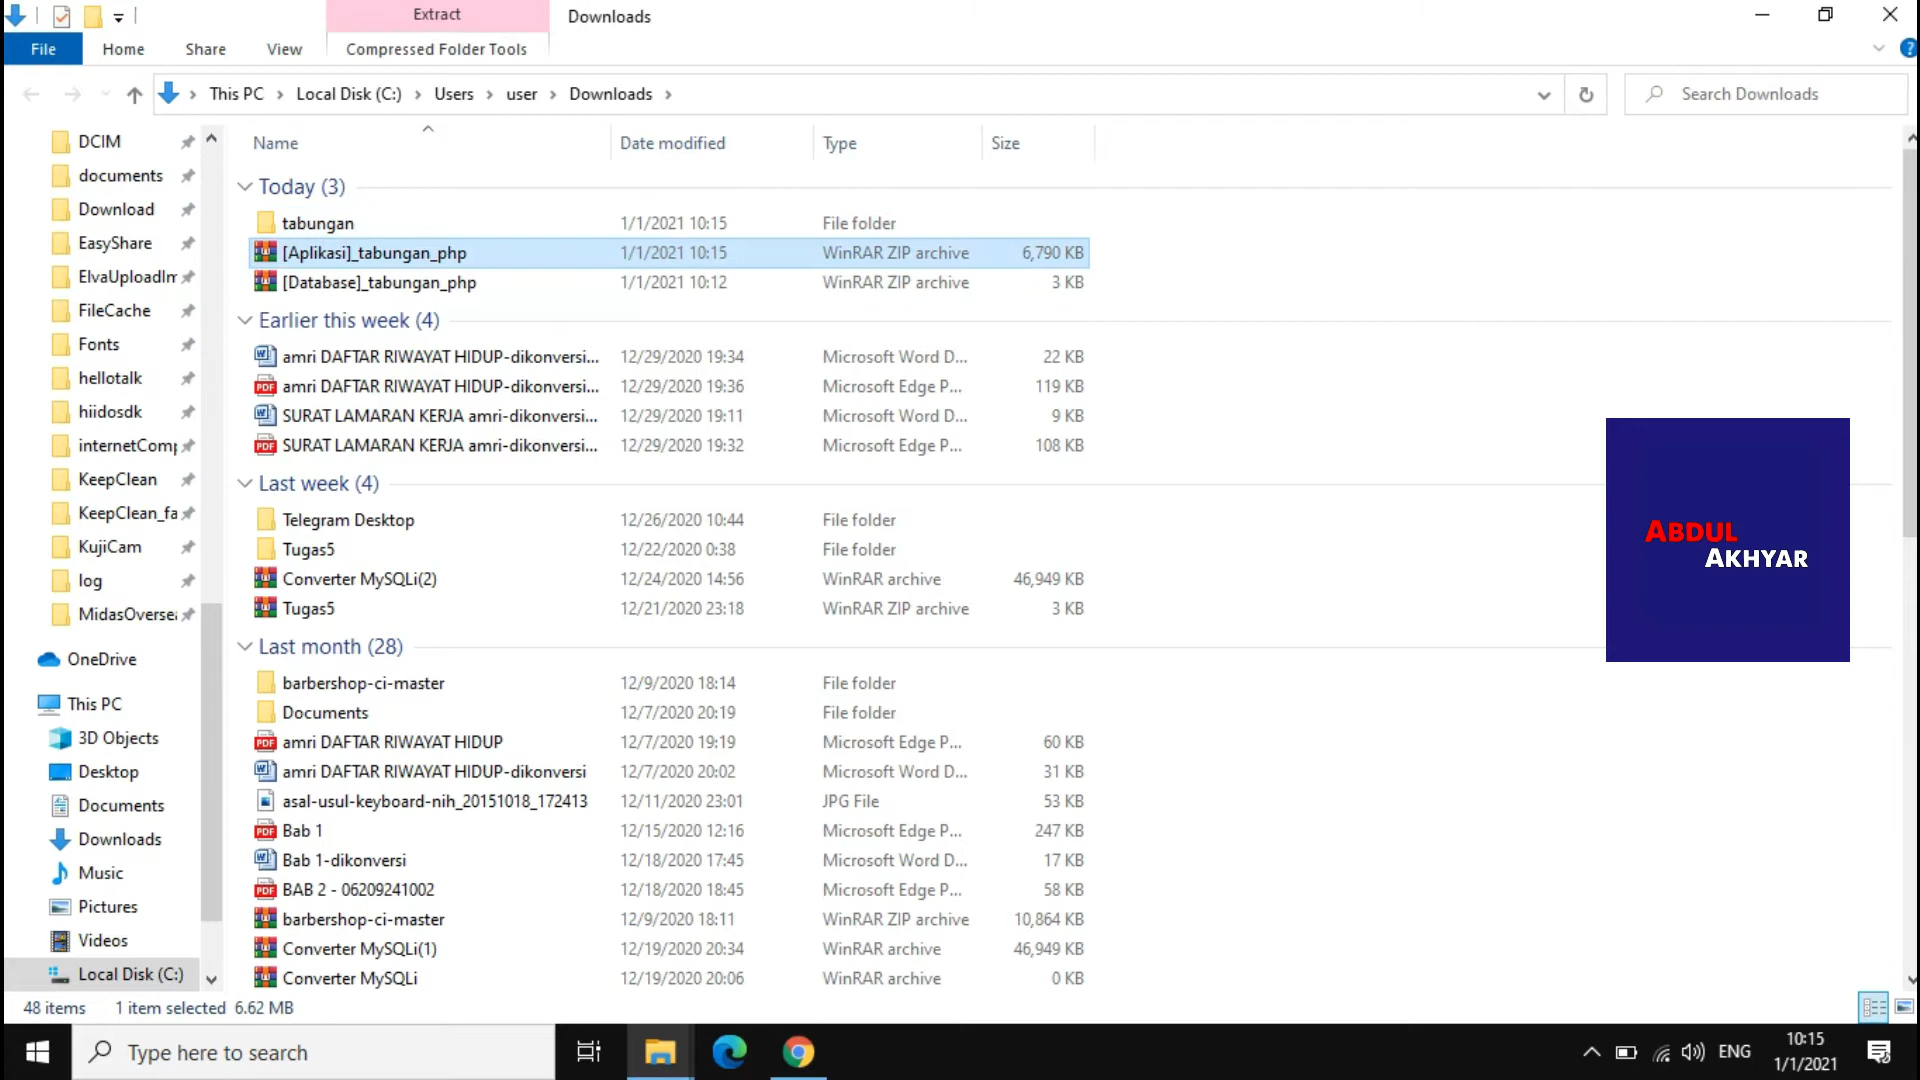 Extract
Downloads
File
Home
Share
View
Compressed Folder Tools
This PC > Local Disk (C:) > Users > user > Downloads >
Search Downloads
DCIM
documents
Download
EasyShare
ElvaUploadIm
FileCache
Fonts
hellotalk
hiidosdk
internetComp
KeepClean
KeepClean_fa
KujiCam
log
MidasOversea
OneDrive
This PC
3D Objects
Desktop
Documents
Downloads
Music
Pictures
Videos
Local Disk (C:)
Name Date modified Type Size
Today (3)
tabungan 1/1/2021 10:15 File folder
[Aplikasi]_tabungan_php 1/1/2021 10:15 WinRAR ZIP archive 6,790 KB
[Database]_tabungan_php 1/1/2021 10:12 WinRAR ZIP archive 3 KB
Earlier this week (4)
amri DAFTAR RIWAYAT HIDUP-dikonversi... 12/29/2020 19:34 Microsoft Word D... 22 KB
amri DAFTAR RIWAYAT HIDUP-dikonversi... 12/29/2020 19:36 Microsoft Edge P... 119 KB
SURAT LAMARAN KERJA amri-dikonversi... 12/29/2020 19:11 Microsoft Word D... 9 KB
SURAT LAMARAN KERJA amri-dikonversi... 12/29/2020 19:32 Microsoft Edge P... 108 KB
Last week (4)
Telegram Desktop 12/26/2020 10:44 File folder
Tugas5 12/22/2020 0:38 File folder
Converter MySQLi(2) 12/24/2020 14:56 WinRAR archive 46,949 KB
Tugas5 12/21/2020 23:18 WinRAR ZIP archive 3 KB
Last month (28)
barbershop-ci-master 12/9/2020 18:14 File folder
Documents 12/7/2020 20:19 File folder
amri DAFTAR RIWAYAT HIDUP 12/7/2020 19:19 Microsoft Edge P... 60 KB
amri DAFTAR RIWAYAT HIDUP-dikonversi 12/7/2020 20:02 Microsoft Word D... 31 KB
asal-usul-keyboard-nih_20151018_172413 12/11/2020 23:01 JPG File 53 KB
Bab 1 12/15/2020 12:16 Microsoft Edge P... 247 KB
Bab 1-dikonversi 12/18/2020 17:45 Microsoft Word D... 17 KB
BAB 2 - 06209241002 12/18/2020 18:45 Microsoft Edge P... 58 KB
barbershop-ci-master 12/9/2020 18:11 WinRAR ZIP archive 10,864 KB
Converter MySQLi(1) 12/19/2020 20:34 WinRAR archive 46,949 KB
Converter MySQLi 12/19/2020 20:06 WinRAR archive 0 KB
ABDUL
AKHYAR
48 items 1 item selected 6.62 MB
Type here to search
ENG
10:15
1/1/2021